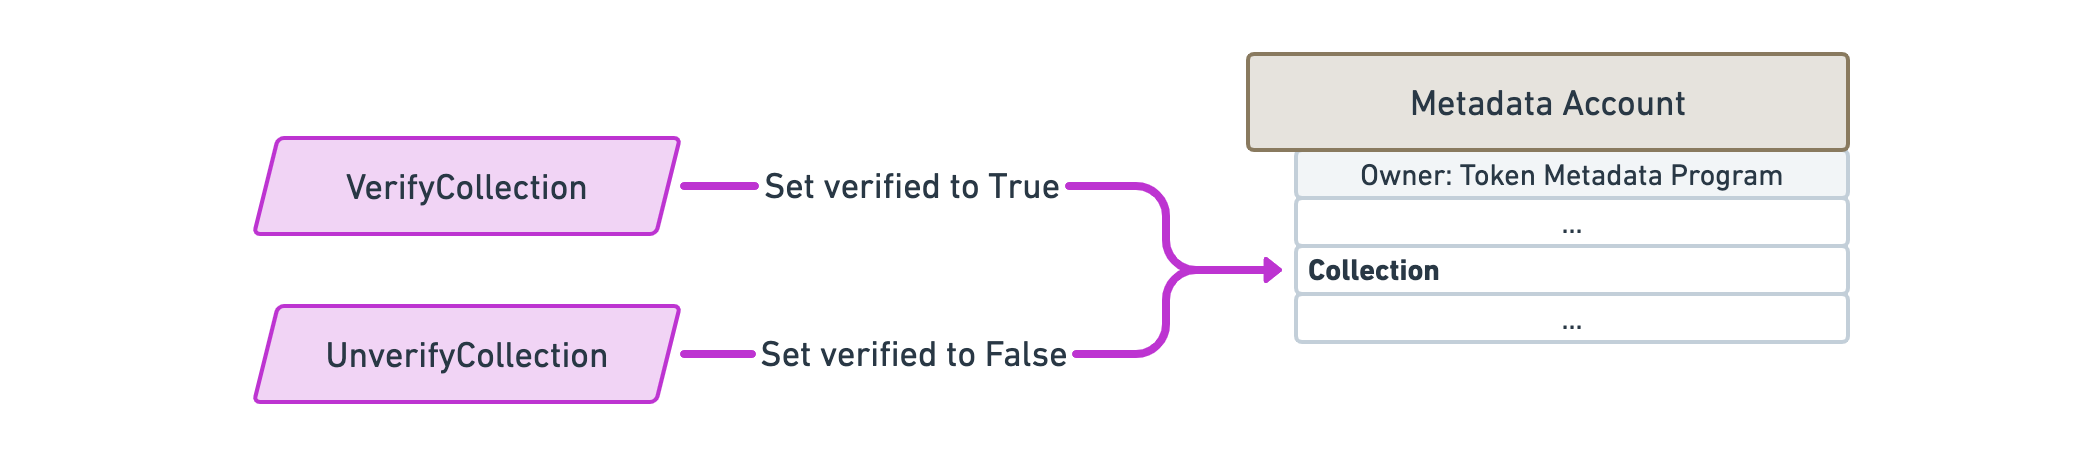 Metadata Account
VerifyCollection
Set verified to True
Owner: Token Metadata Program
...
Collection
UnverifyCollection
Set verified to False
...